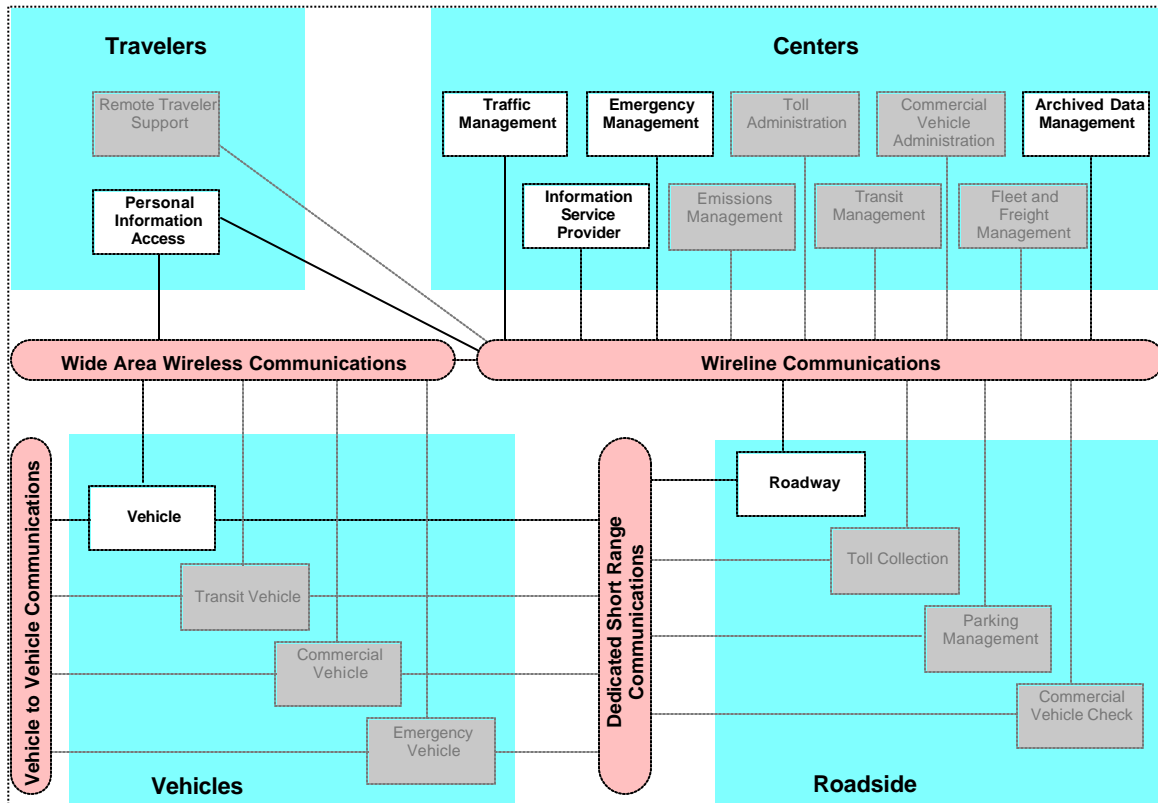 Travelers
Centers
Remote Traveler
Support
Traffic
Management
Emergency
Management
Toll
Administration
Commercial
Vehicle
Administration
Archived Data
Management
Personal
Information
Access
Information
Service
Provider
Emissions
Management
Transit
Management
Fleet and
Freight
Management
Wide Area Wireless Communications
Wireline Communications
Vehicle to Vehicle Communications
Vehicle
Transit Vehicle
Commercial
Vehicle
Emergency
Vehicle
Vehicles
Dedicated Short Range
Communications
Roadway
Toll Collection
Parking
Management
Commercial
Vehicle Check
Roadside